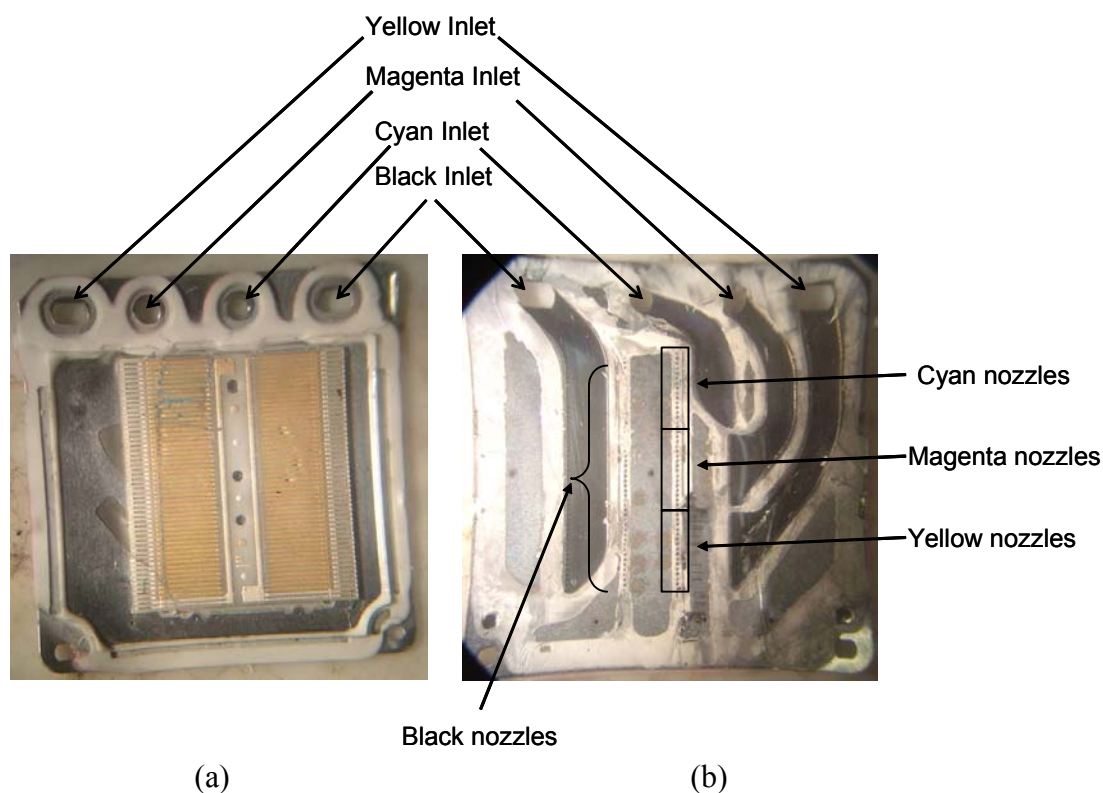 Yellow Inlet
Magenta Inlet
Cyan Inlet
Black Inlet
Cyan nozzles
Magenta nozzles
Yellow nozzles
Black nozzles
(a)
(b)